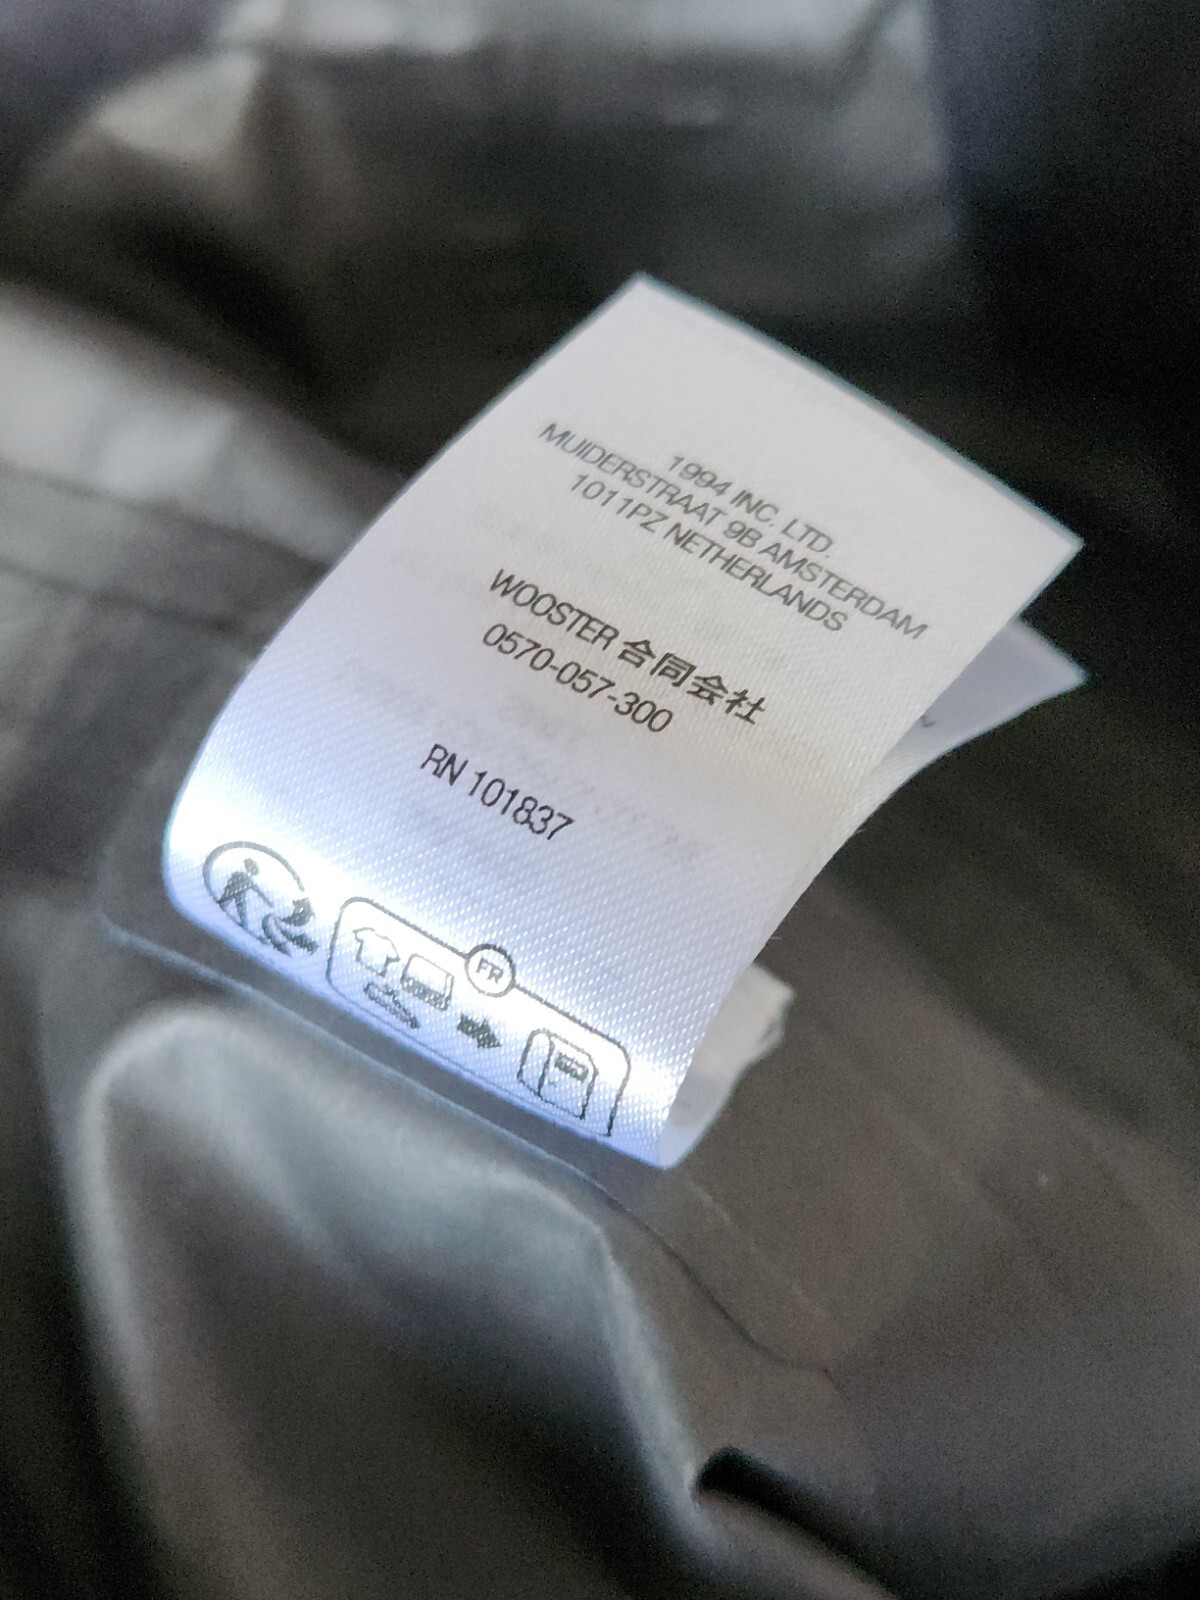 1994 INC. LTD.
MUIDERSTRAAT 9B AMSTERDAM
1011PZ NETHERLANDS
WOOSTER 合同会社
0570-057-300
RN 101837
FR